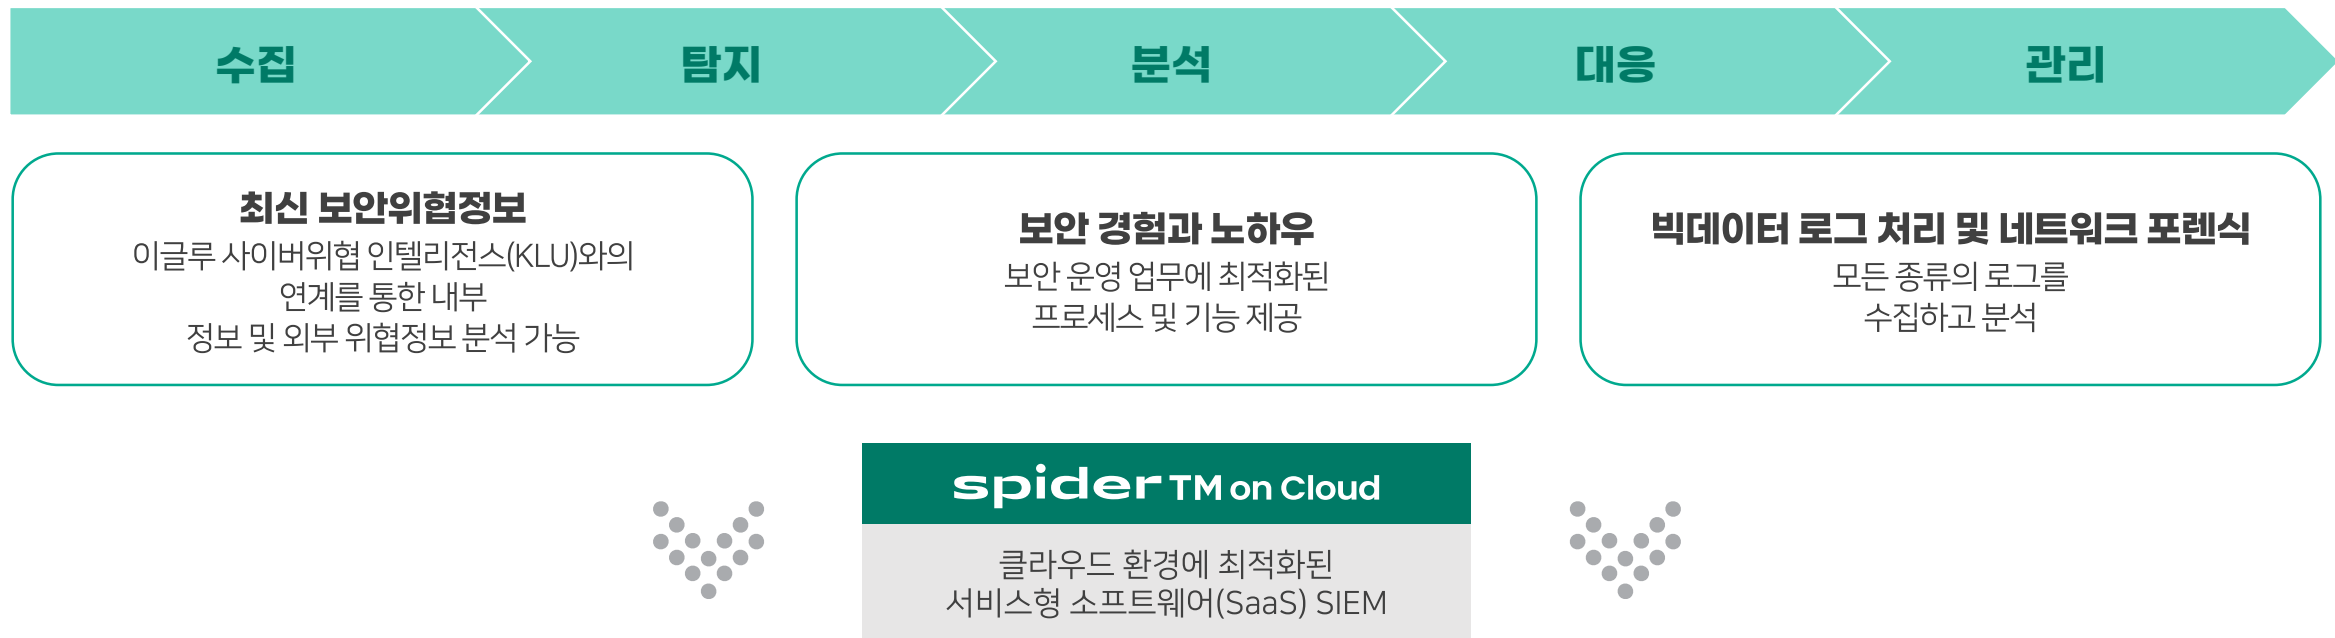 수집
탐지
분석
대응
관리
최신 보안위협정보
이글루 사이버위협 인텔리전스(KLU)와의
연계를 통한 내부
정보 및 외부 위협정보 분석 가능
보안 경험과 노하우
보안 운영 업무에 최적화된
프로세스 및 기능 제공
빅데이터 로그 처리 및 네트워크 포렌식
모든 종류의 로그를
수집하고 분석
spider TM on Cloud
클라우드 환경에 최적화된
서비스형 소프트웨어(SaaS) SIEM